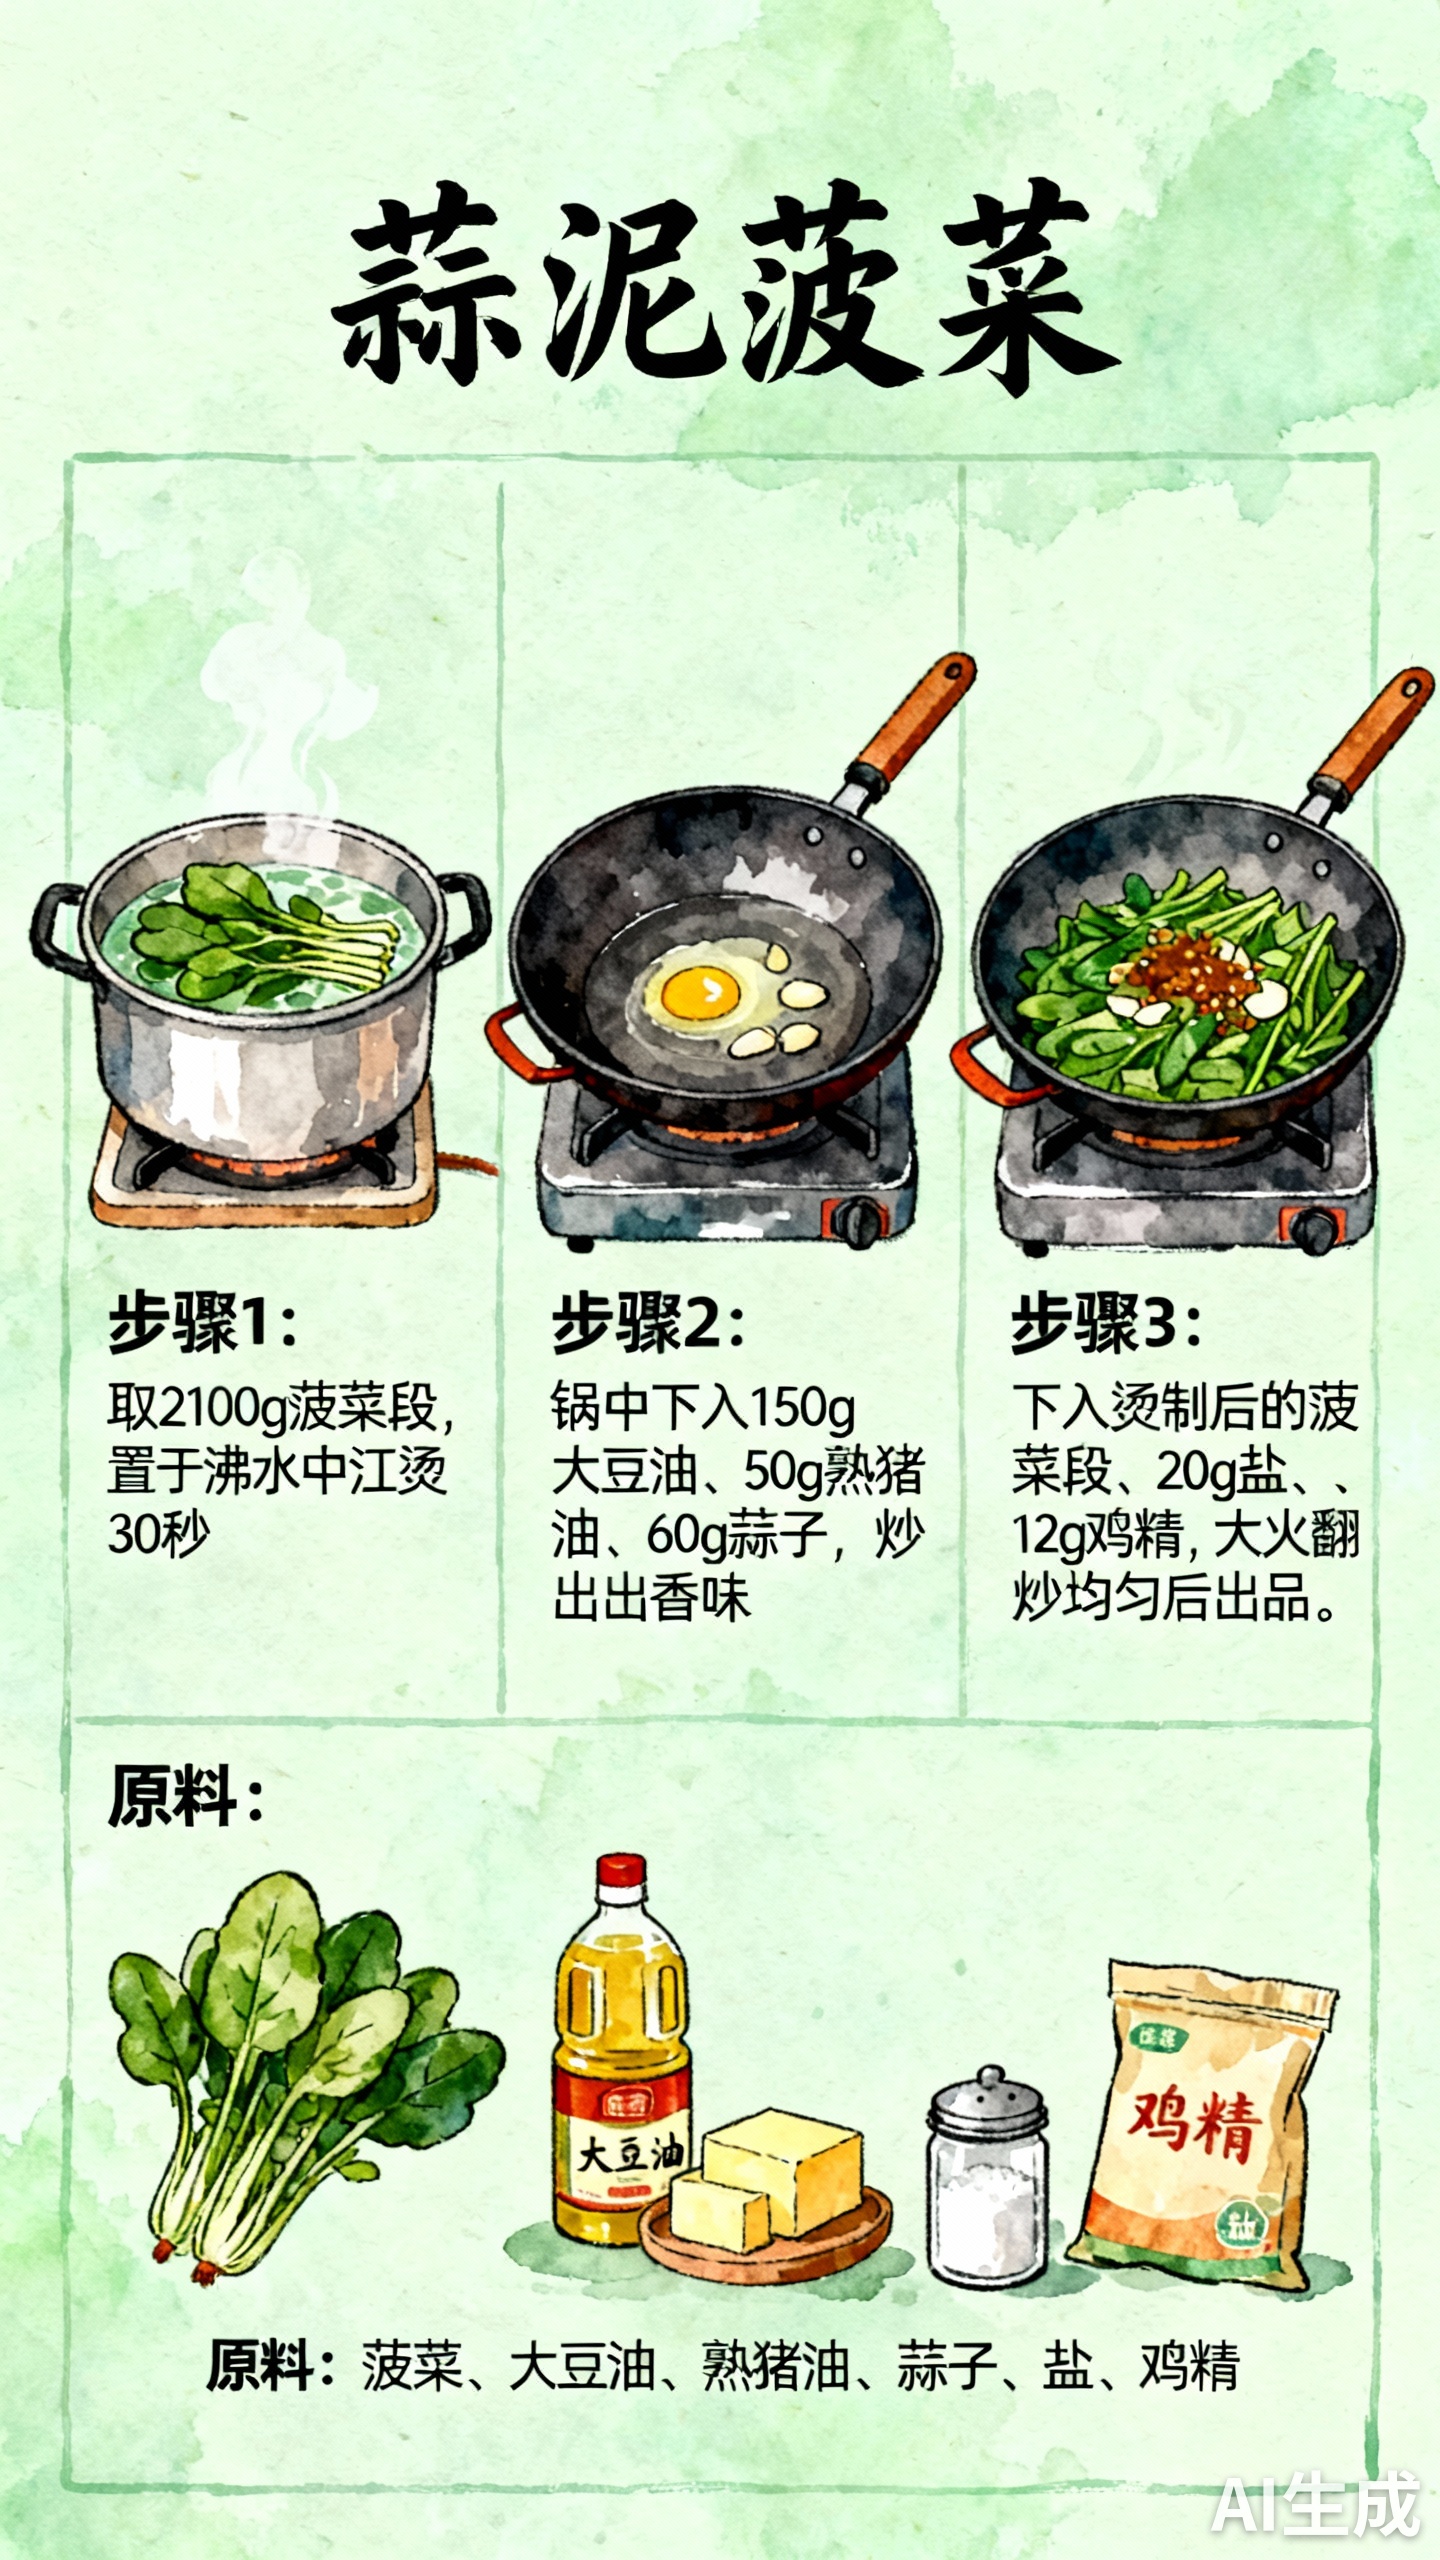 蒜泥菠菜
步骤1：
取2100g菠菜段，
置于沸水中江烫
30秒
步骤2：
锅中下入150g
大豆油、50g熟猪
油、60g蒜子，炒
出出香味
步骤3：
下入烫制后的菠
菜段、20g盐、、
12g鸡精，大火翻
炒均匀后出品。
原料：
大豆油
鸡精
原料：菠菜、大豆油、熟猪油、蒜子、盐、鸡精
AI生成